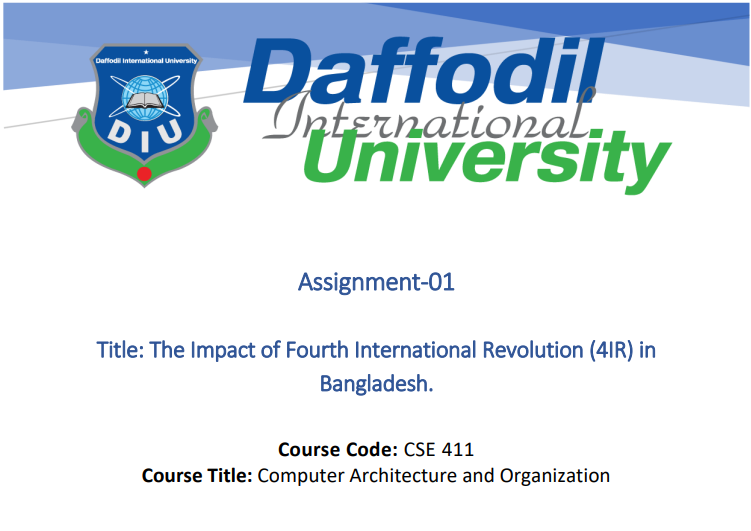 Daffodil International University
DIU
Daffodil
International
University
Assignment-01
Title: The Impact of Fourth International Revolution (4IR) in
Bangladesh.
Course Code: CSE 411
Course Title: Computer Architecture and Organization